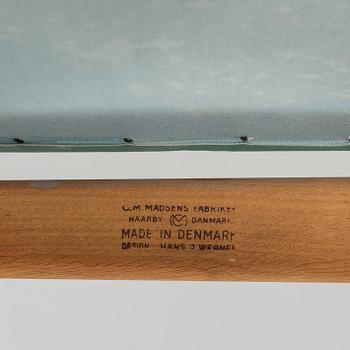 C.M. MADSENS FABRIKER
HAARBY DANMARK
MADE IN DENMARK
DESIGN: HANS J. WEGNER